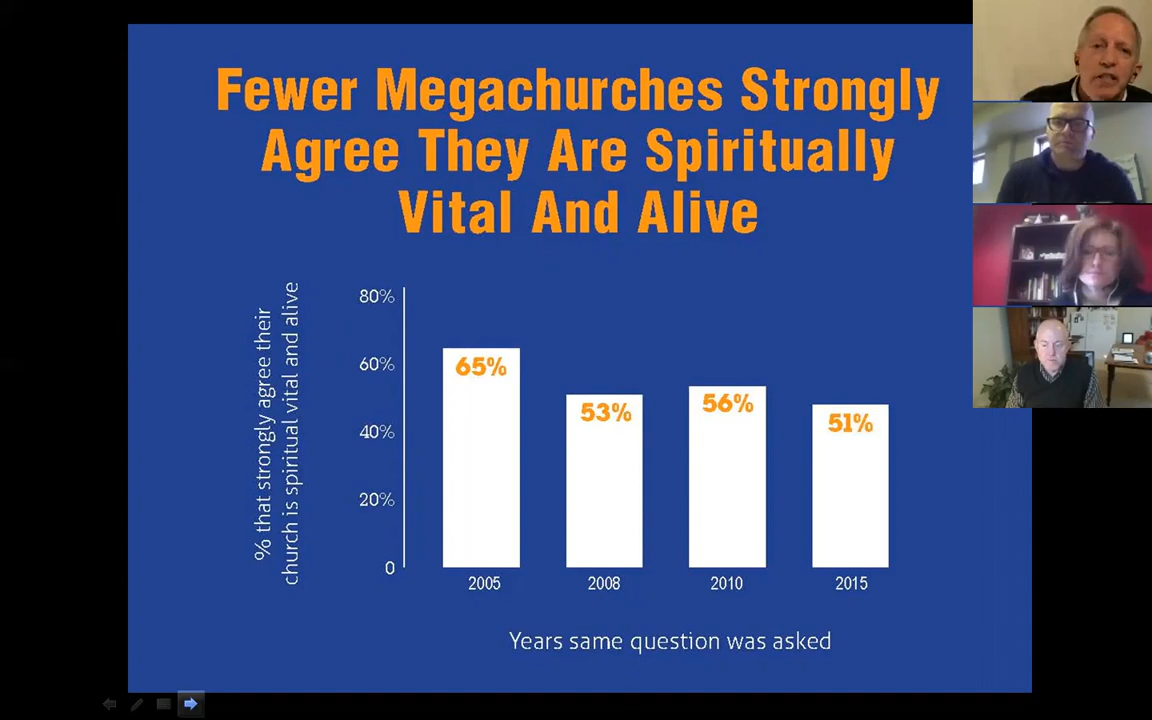 Fewer Megachurches Strongly
Agree They Are Spiritually
Vital And Alive
% that strongly agree their
church is spiritual vital and alive
80%
60%
40%
20%
0
65%
53%
56%
51%
2005
2008
2010
2015
Years same question was asked